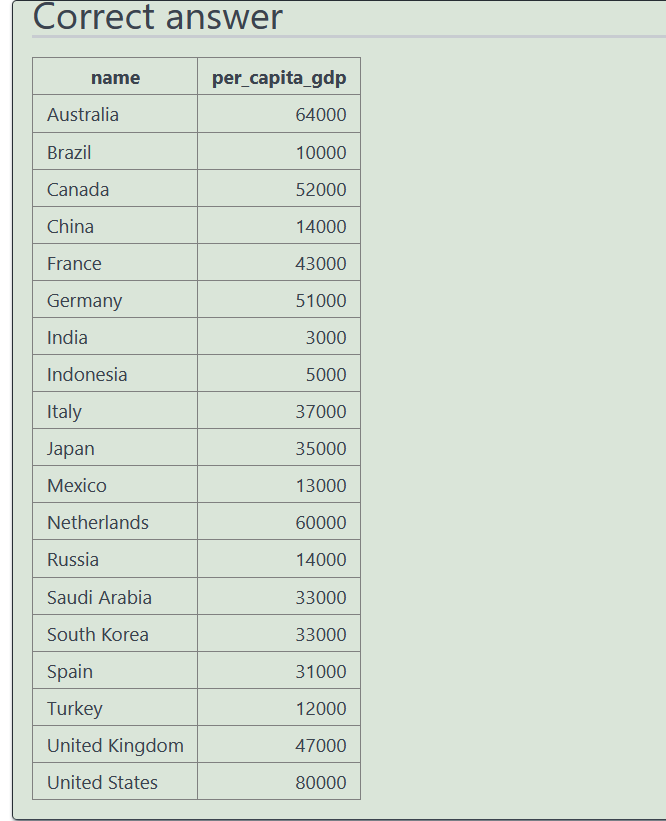 Correct answer
name per_capita_gdp
Australia 64000
Brazil 10000
Canada 52000
China 14000
France 43000
Germany 51000
India 3000
Indonesia 5000
Italy 37000
Japan 35000
Mexico 13000
Netherlands 60000
Russia 14000
Saudi Arabia 33000
South Korea 33000
Spain 31000
Turkey 12000
United Kingdom 47000
United States 80000